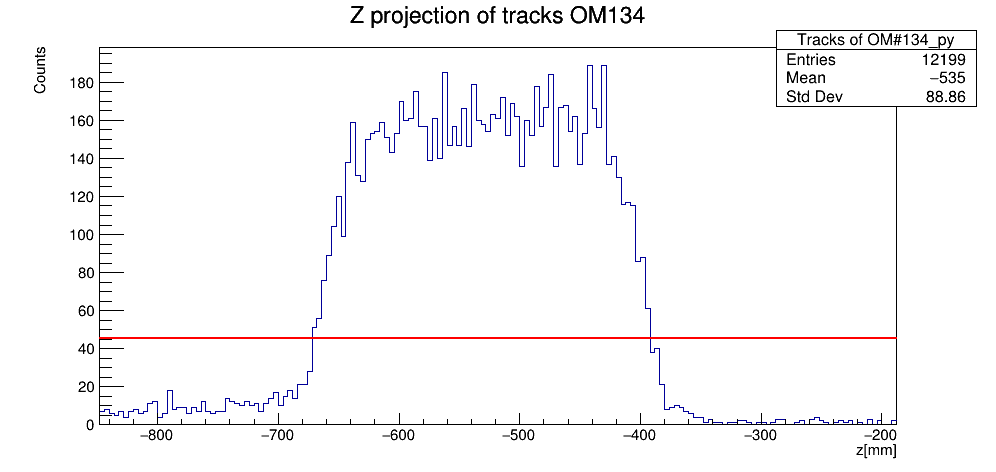 Z projection of tracks OM134
Tracks of OM#134_py
Entries 12199
Mean −535
Std Dev 88.86
Counts
180
160
140
120
100
80
60
40
20
0
−800 −700 −600 −500 −400 −300 −200
z[mm]